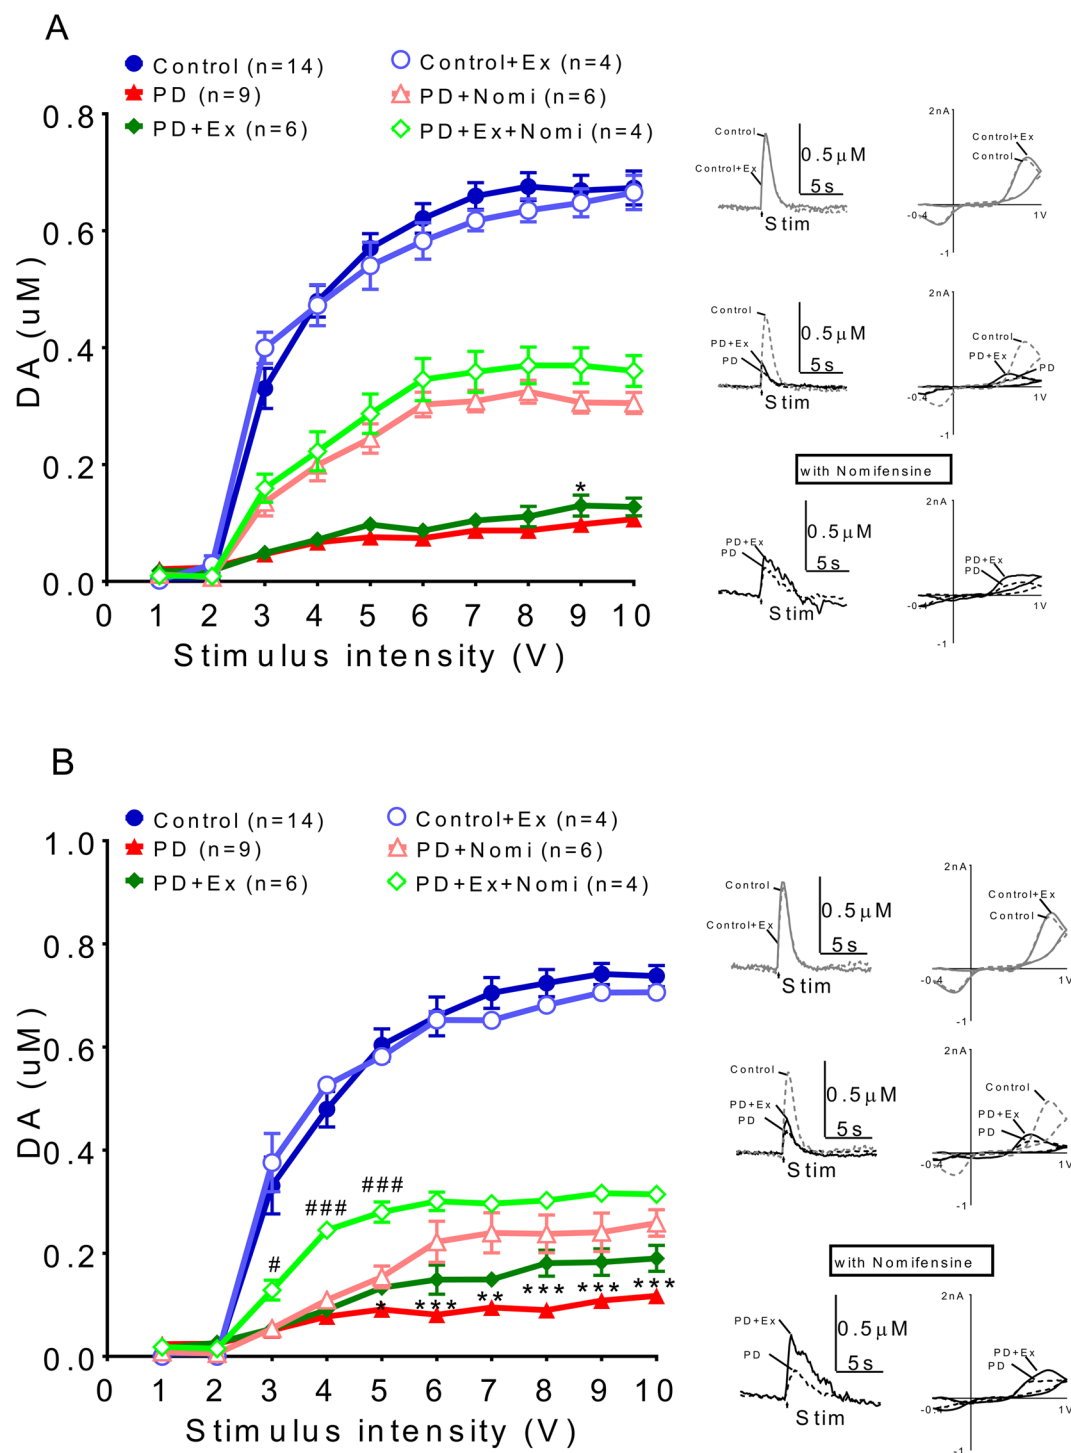 A
Control (n=14)
Control+Ex (n=4)
PD (n=9)
PD+Nomi (n=6)
PD+Ex (n=6)
PD+Ex+Nomi (n=4)
DA (uM)
0.8
0.6
0.4
0.2
0.0
*
0 1 2 3 4 5 6 7 8 9 10
Stimulus intensity (V)
Control
Control+Ex
0.5μM
5s
Stim
2nA
Control+Ex
Control
-0.4
1V
-1
Control
PD+Ex
PD
0.5μM
5s
Stim
2nA
Control
PD+Ex
PD
-0.4
1V
-1
with Nomifensine
PD+Ex
PD
0.5μM
5s
Stim
2nA
PD+Ex
PD
-0.4
1V
-1
B
Control (n=14)
Control+Ex (n=4)
PD (n=9)
PD+Nomi (n=6)
PD+Ex (n=6)
PD+Ex+Nomi (n=4)
DA (uM)
1.0
0.8
0.6
0.4
0.2
0.0
# ### ###
* *** ** *** *** ***
0 1 2 3 4 5 6 7 8 9 10
Stimulus intensity (V)
Control
Control+Ex
0.5μM
5s
Stim
2nA
Control+Ex
Control
-0.4
1V
-1
Control
PD+Ex
PD
0.5μM
5s
Stim
2nA
Control
PD+Ex
PD
-0.4
1V
-1
with Nomifensine
PD+Ex
PD
0.5μM
5s
Stim
2nA
PD+Ex
PD
-0.4
1V
-1